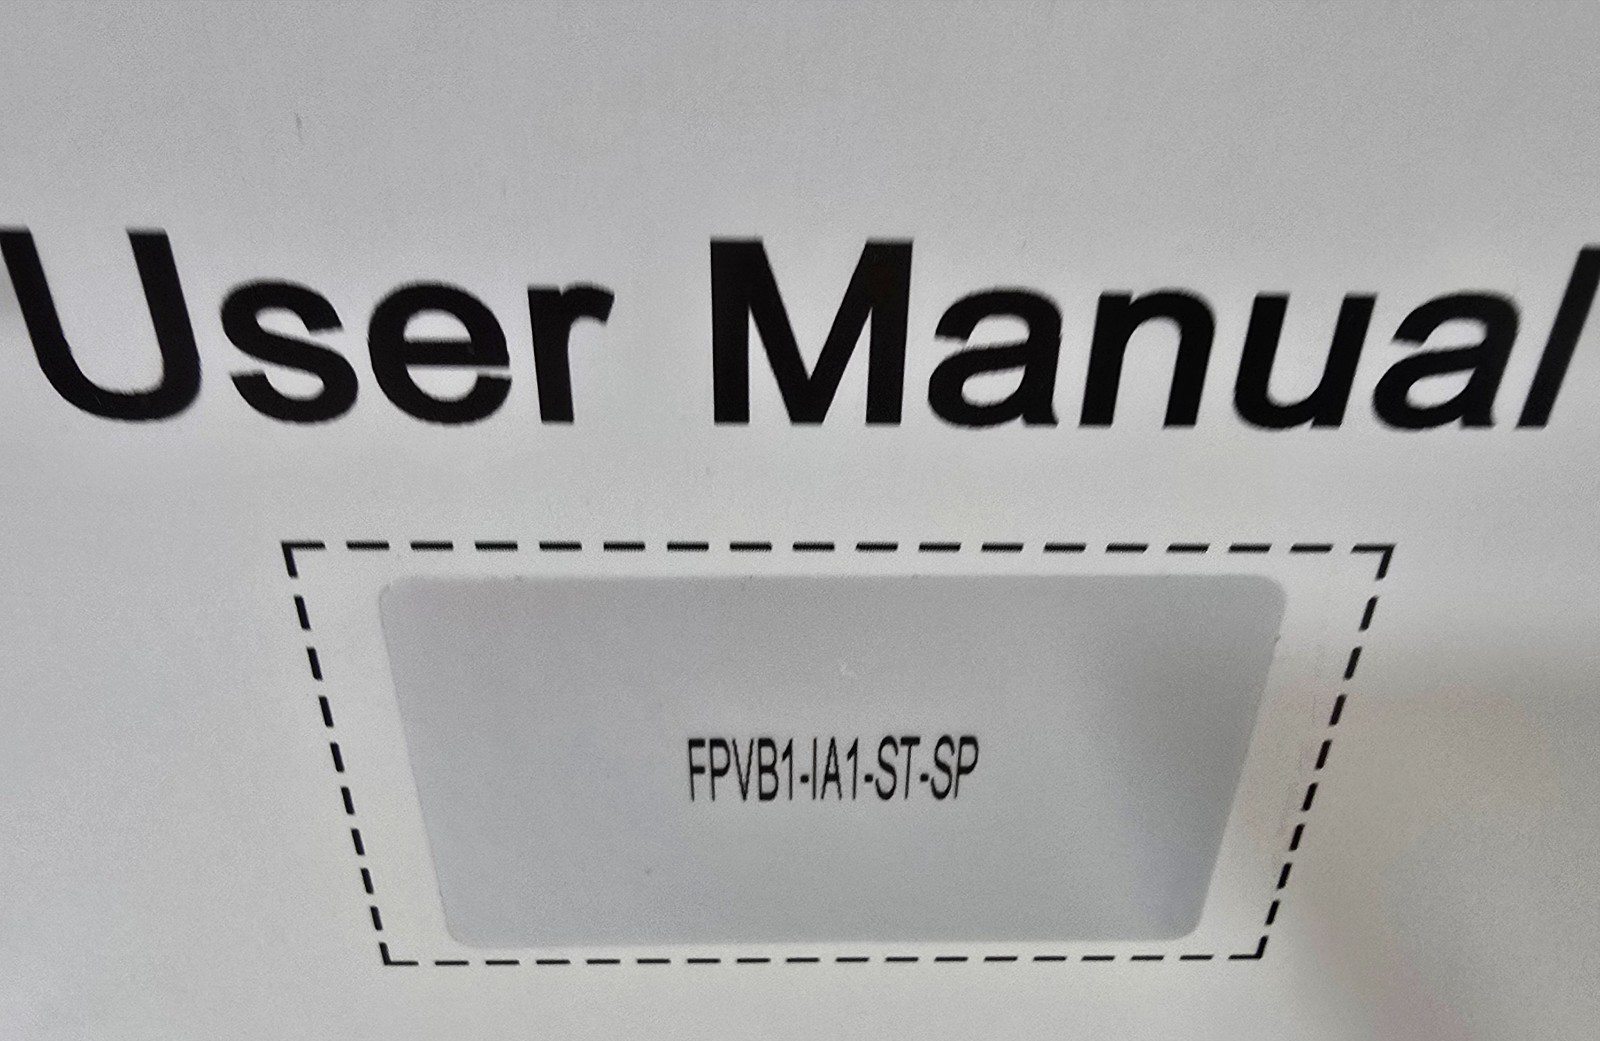 User Manual
FPVB1-IA1-ST-SP